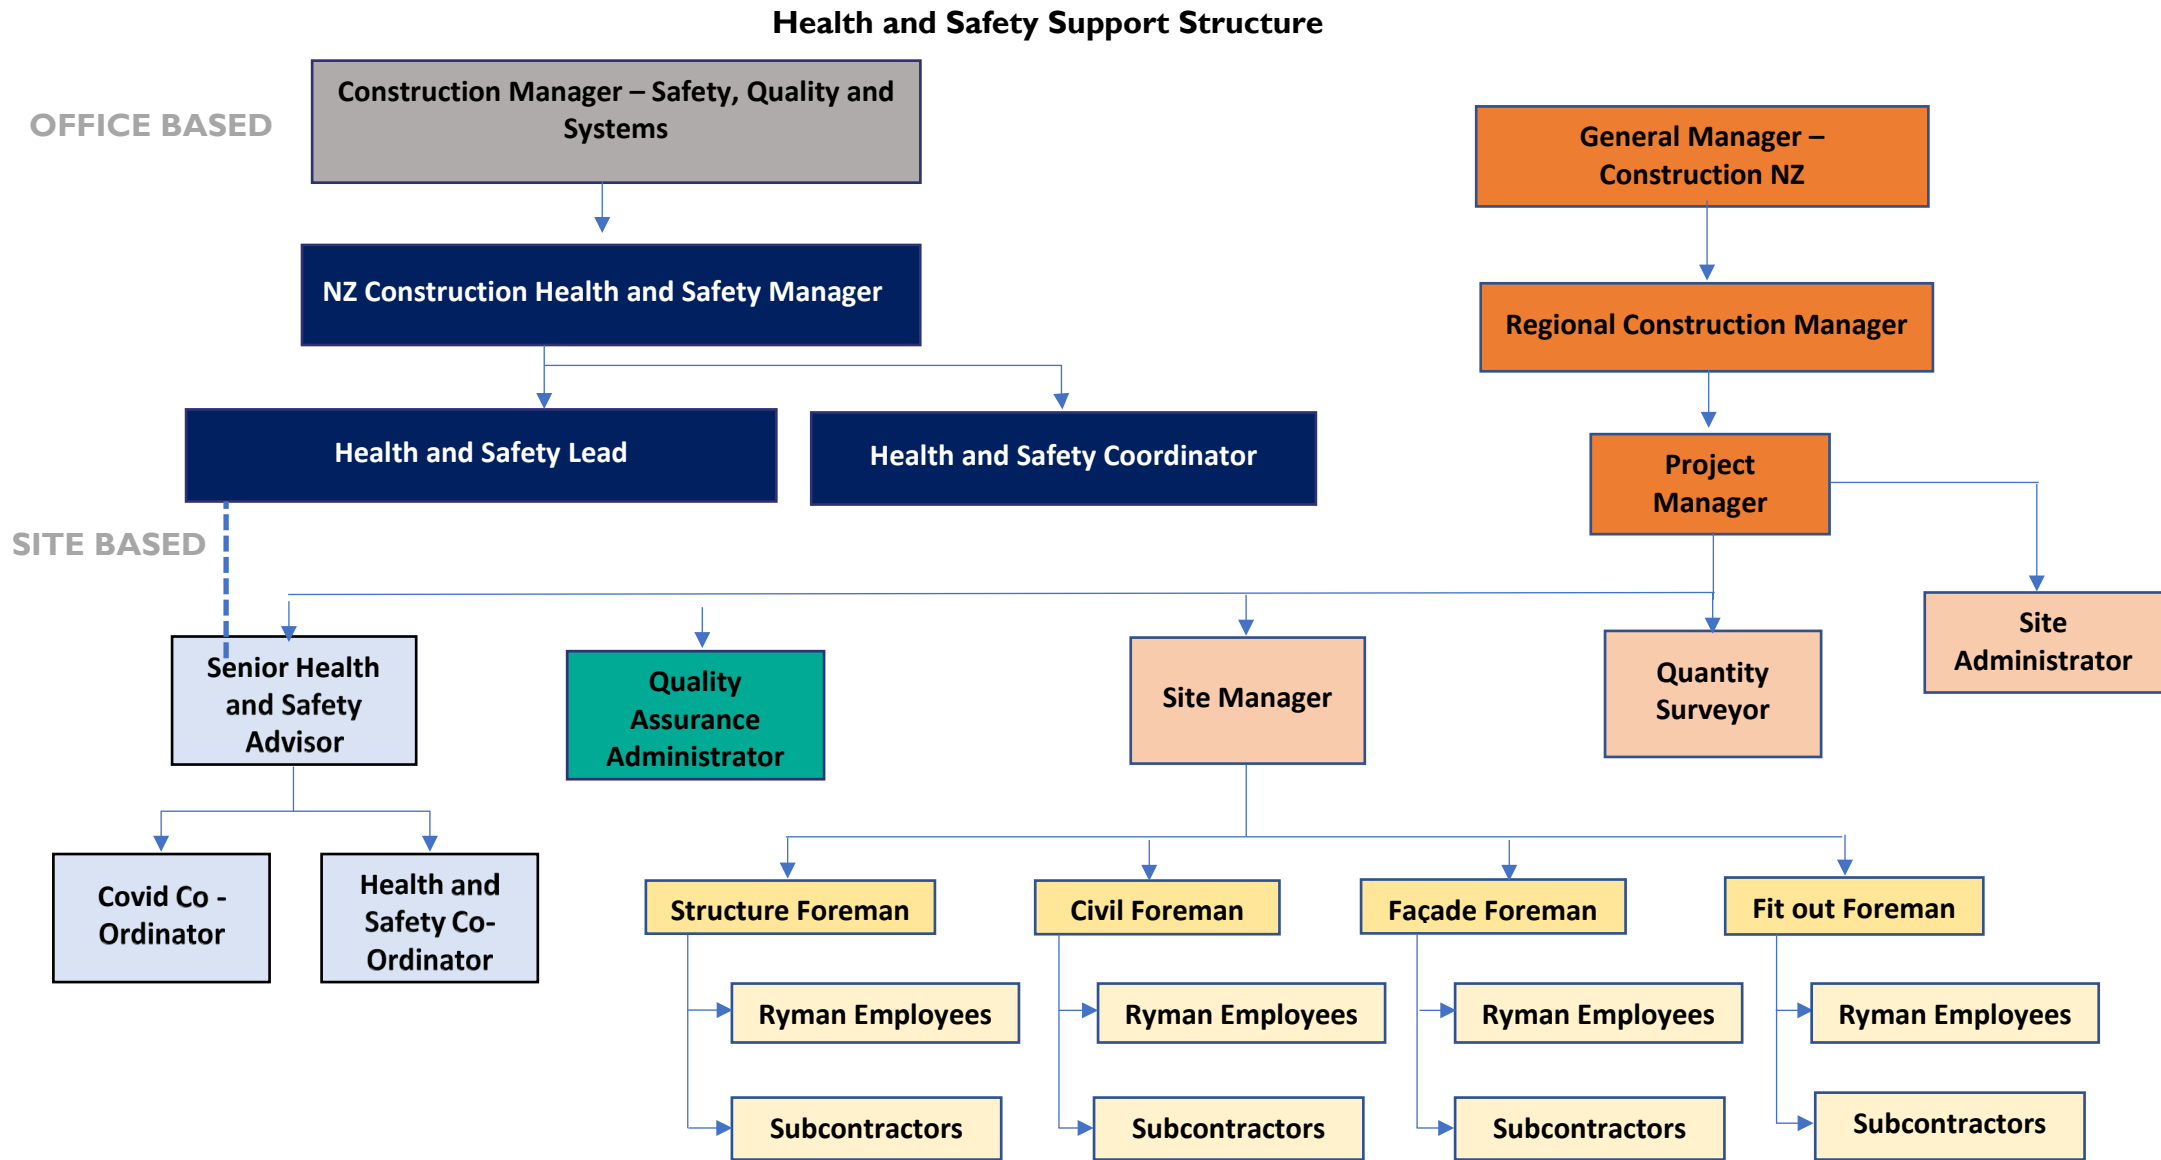 Health and Safety Support Structure
OFFICE BASED
Construction Manager – Safety, Quality and
Systems
General Manager –
Construction NZ
NZ Construction Health and Safety Manager
Regional Construction Manager
Health and Safety Lead
Health and Safety Coordinator
Project
Manager
SITE BASED
Senior Health
and Safety
Advisor
Quality
Assurance
Administrator
Site Manager
Quantity
Surveyor
Site
Administrator
Covid Co -
Ordinator
Health and
Safety Co-
Ordinator
Structure Foreman
Civil Foreman
Façade Foreman
Fit out Foreman
Ryman Employees
Ryman Employees
Ryman Employees
Ryman Employees
Subcontractors
Subcontractors
Subcontractors
Subcontractors